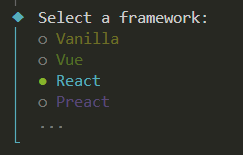 Select a framework:
Vanilla
Vue
React
Preact
...